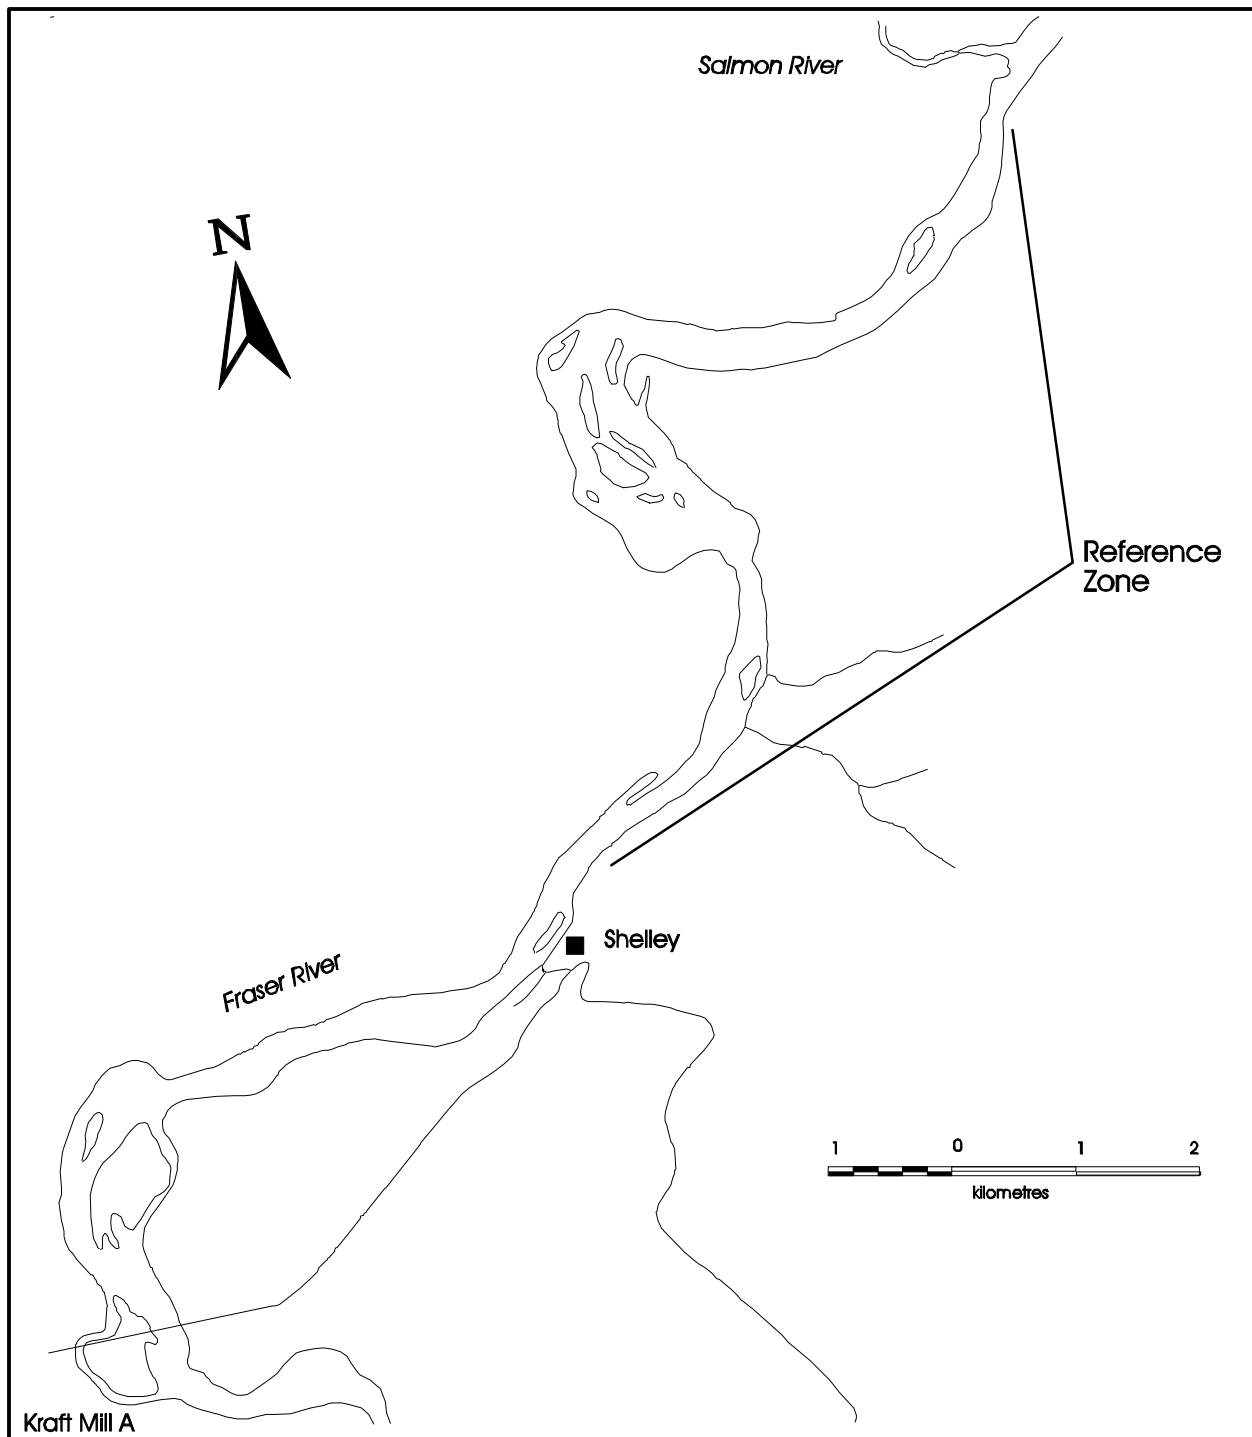 Salmon River
N
Reference
Zone
Shelley
Fraser River
1 0 1 2
kilometres
Kraft Mill A